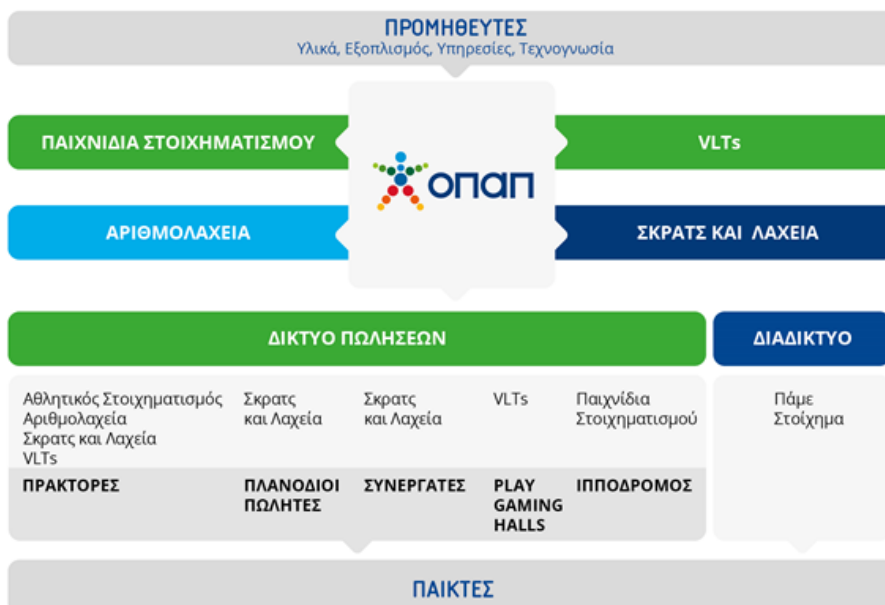 ΠΡΟΜΗΘΕΥΤΕΣ
Υλικά, Εξοπλισμός, Υπηρεσίες, Τεχνογνωσία
ΠΑΙΧΝΙΔΙΑ ΣΤΟΙΧΗΜΑΤΙΣΜΟΥ
VLTs
οπαπ
ΑΡΙΘΜΟΛΑΧΕΙΑ
ΣΚΡΑΤΣ ΚΑΙ ΛΑΧΕΙΑ
ΔΙΚΤΥΟ ΠΩΛΗΣΕΩΝ
ΔΙΑΔΙΚΤΥΟ
Αθλητικός Στοιχηματισμός
Αριθμολαχεία
Σκρατς και Λαχεία
VLTs
ΠΡΑΚΤΟΡΕΣ
Σκρατς
και Λαχεία
ΠΛΑΝΟΔΙΟΙ
ΠΩΛΗΤΕΣ
Σκρατς
και Λαχεία
ΣΥΝΕΡΓΑΤΕΣ
VLTs
PLAY
GAMING
HALLS
Παιχνίδια
Στοιχηματισμού
ΙΠΠΟΔΡΟΜΟΣ
Πάμε
Στοίχημα
ΠΑΙΚΤΕΣ